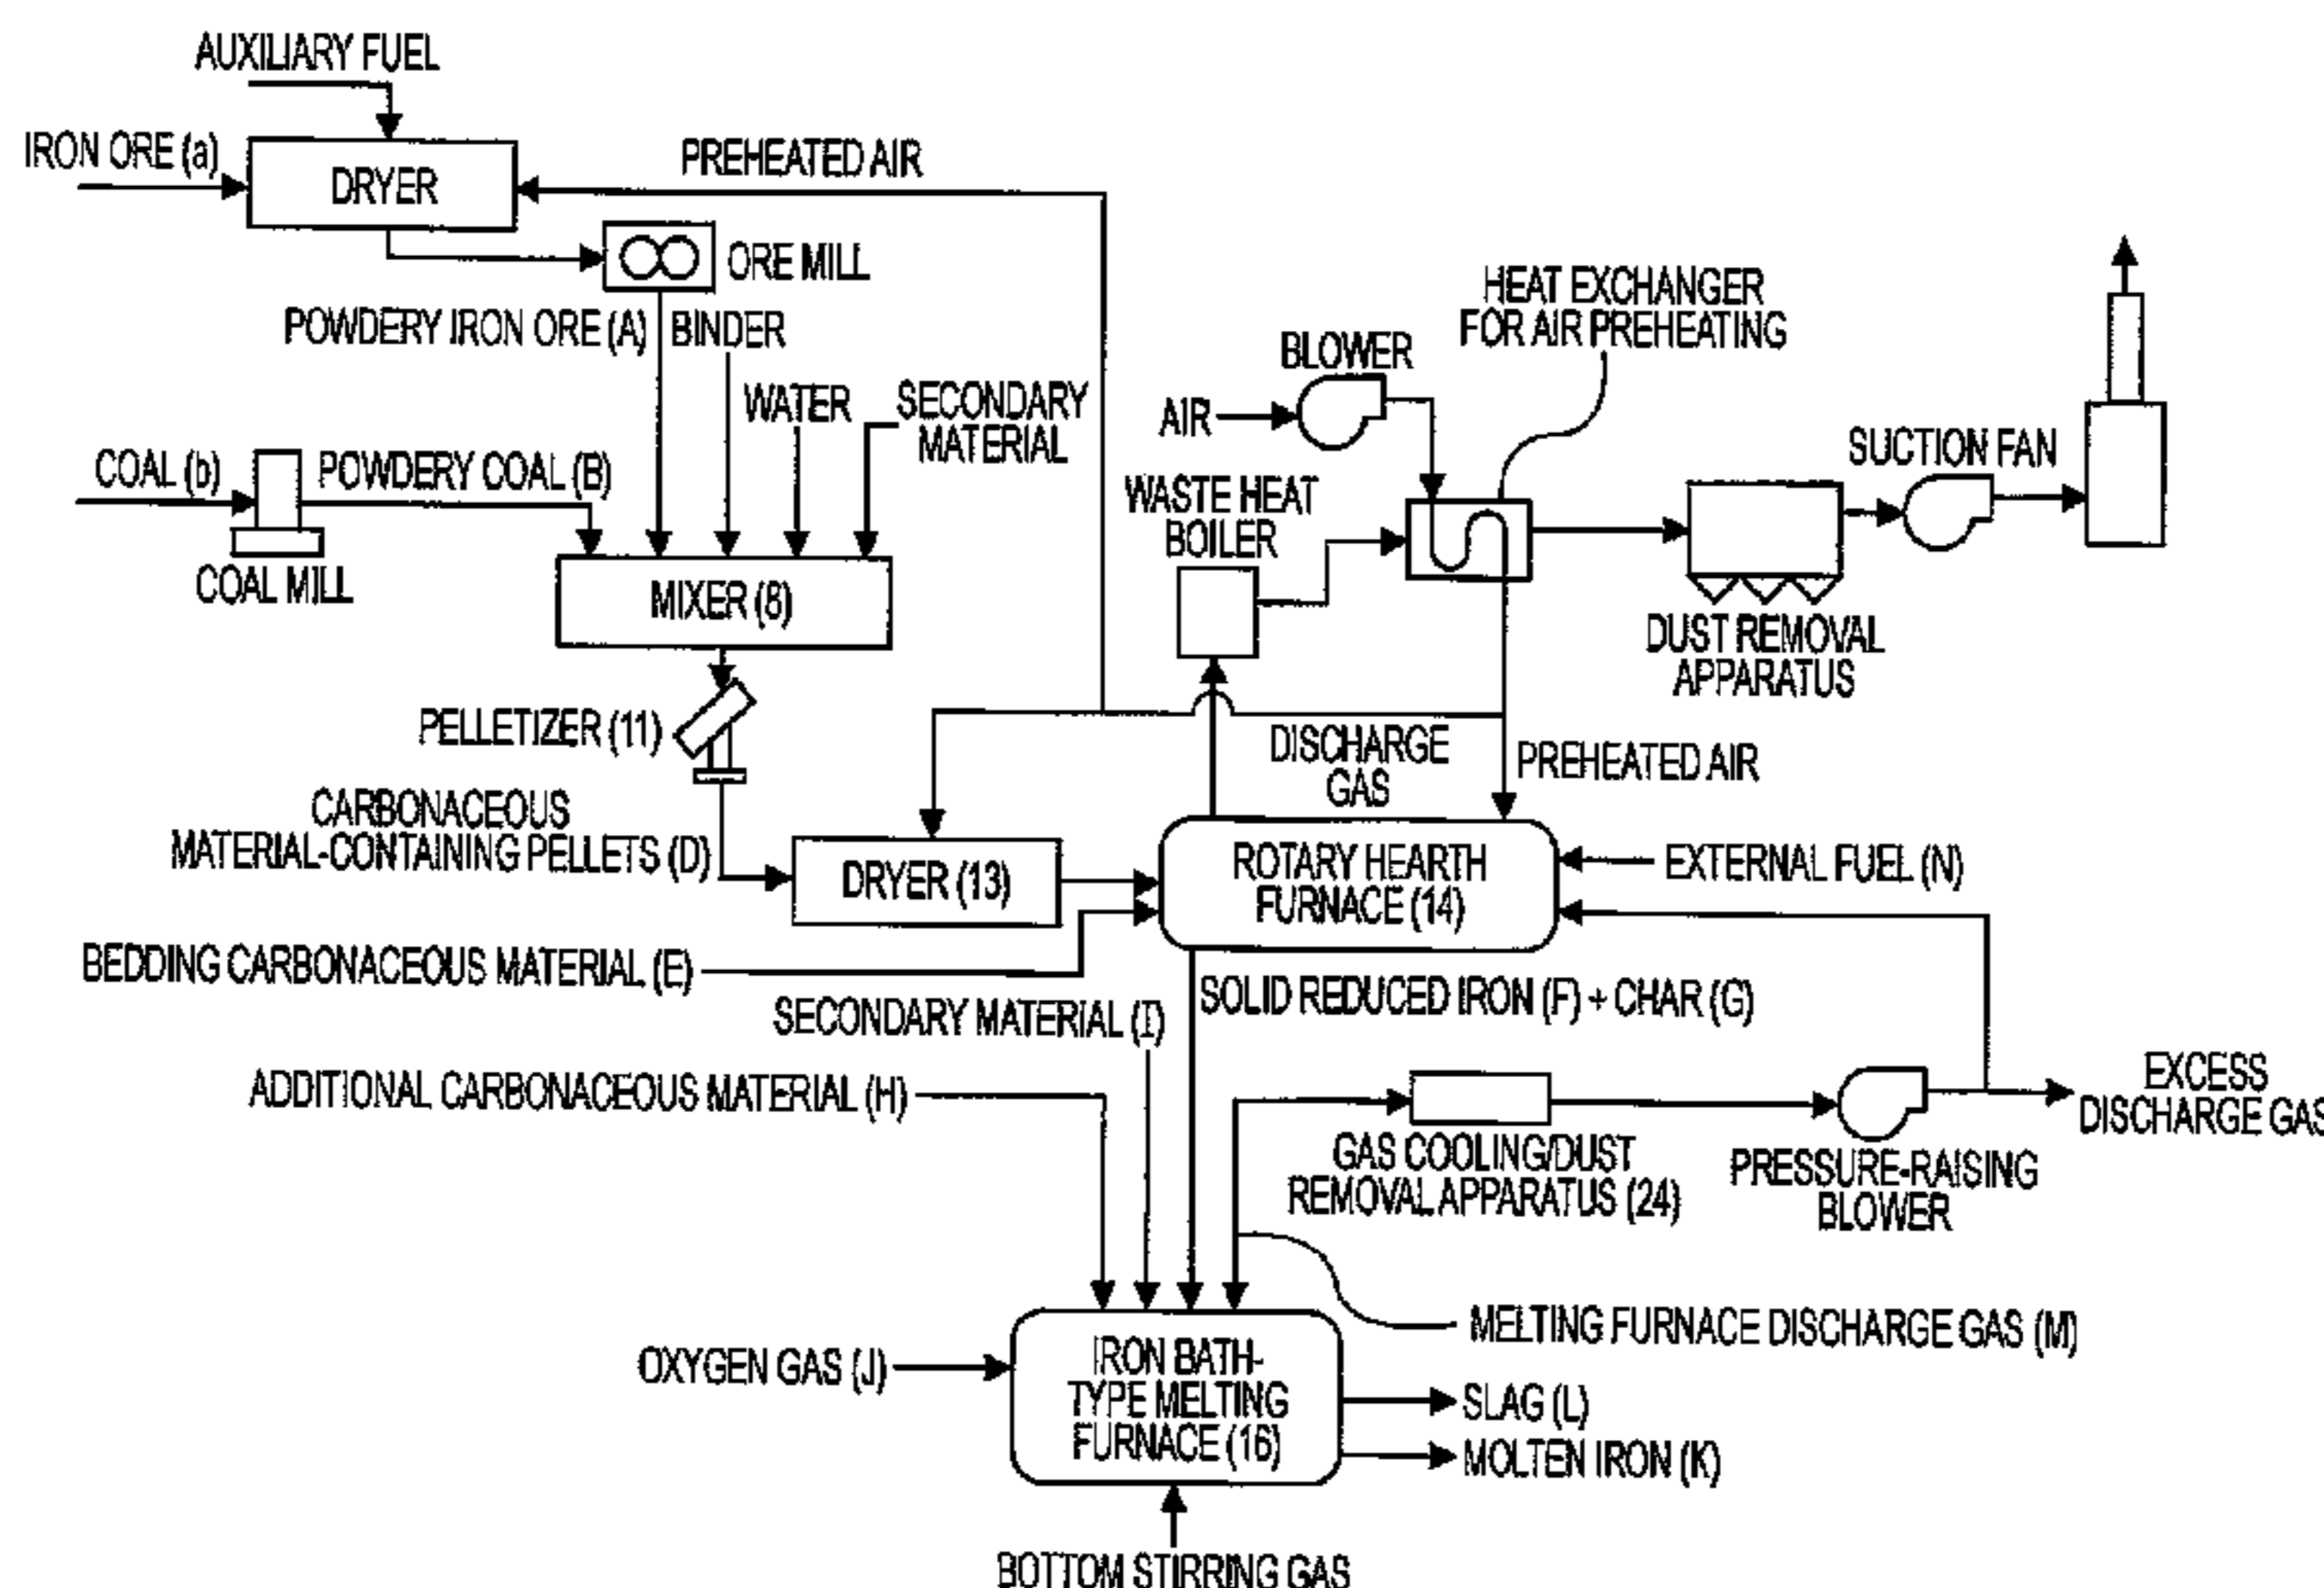 AUXILIARY FUEL
IRON ORE (a)
DRYER
PREHEATED AIR
ORE MILL
POWDERY IRON ORE (A)
BINDER
WATER
SECONDARY
MATERIAL
COAL (b)
POWDERY COAL (B)
COAL MILL
MIXER (8)
HEAT EXCHANGER
FOR AIR PREHEATING
BLOWER
AIR
WASTE HEAT
BOILER
SUCTION FAN
DUST REMOVAL
APPARATUS
PELLETIZER (11)
DISCHARGE
GAS
PREHEATED AIR
CARBONACEOUS
MATERIAL-CONTAINING PELLETS (D)
DRYER (13)
ROTARY HEARTH
FURNACE (14)
EXTERNAL FUEL (N)
BEDDING CARBONACEOUS MATERIAL (E)
SOLID REDUCED IRON (F) + CHAR (G)
SECONDARY MATERIAL (I)
ADDITIONAL CARBONACEOUS MATERIAL (H)
EXCESS
DISCHARGE GAS
GAS COOLING/DUST
REMOVAL APPARATUS (24)
PRESSURE-RAISING
BLOWER
MELTING FURNACE DISCHARGE GAS (M)
OXYGEN GAS (J)
IRON BATH-
TYPE MELTING
FURNACE (16)
SLAG (L)
MOLTEN IRON (K)
BOTTOM STIRRING GAS